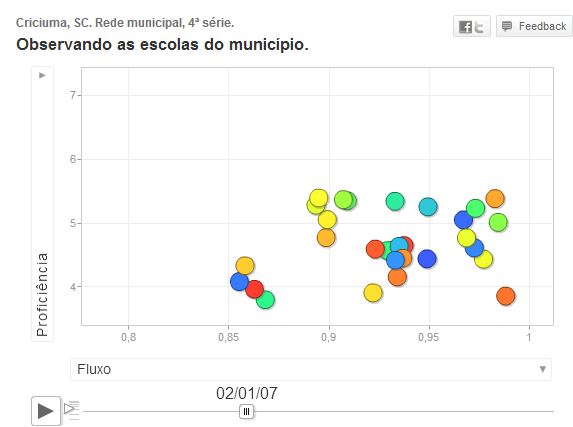 Criciuma, SC. Rede municipal, 4ª série.
Feedback
Observando as escolas do município.
7
6
5
4
Proficiência
0,8
0,85
0,9
0,95
1
Fluxo
02/01/07